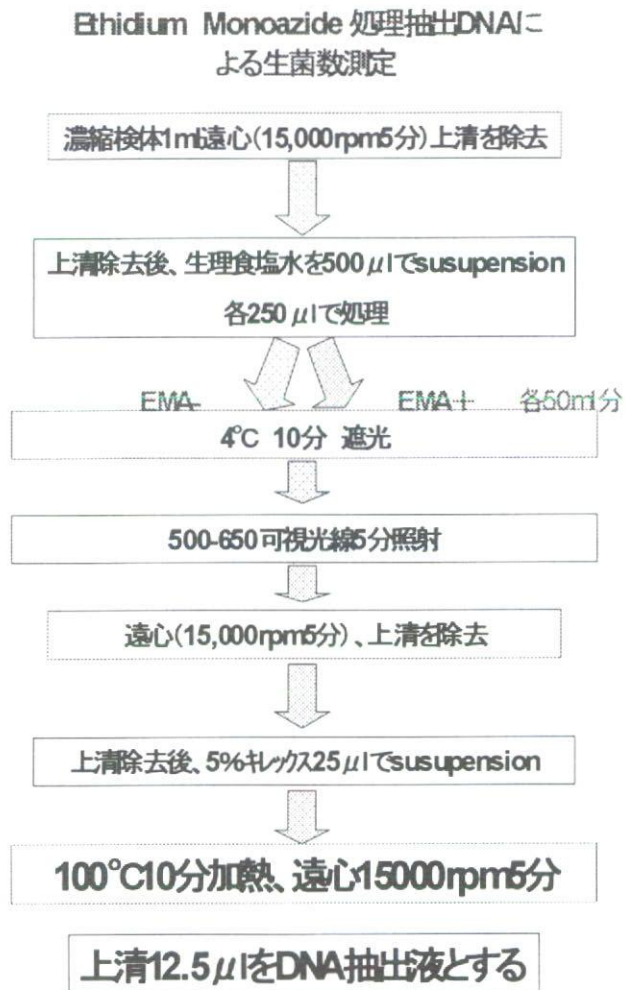 Ethidium Monoazide 処理抽出DNAに
よる生菌数測定
濃縮検体1ml遠心(15,000rpm5分)上清を除去
上清除去後、生理食塩水を500μlでsusupension
各250μlで処理
EMA- EMA+ 各50ml分
4℃ 10分 遮光
500-650可視光線5分照射
遠心(15,000rpm5分)、上清を除去
上清除去後、5%キレックス25μlでsusupension
100℃10分加熱、遠心15000rpm5分
上清12.5μlをDNA抽出液とする